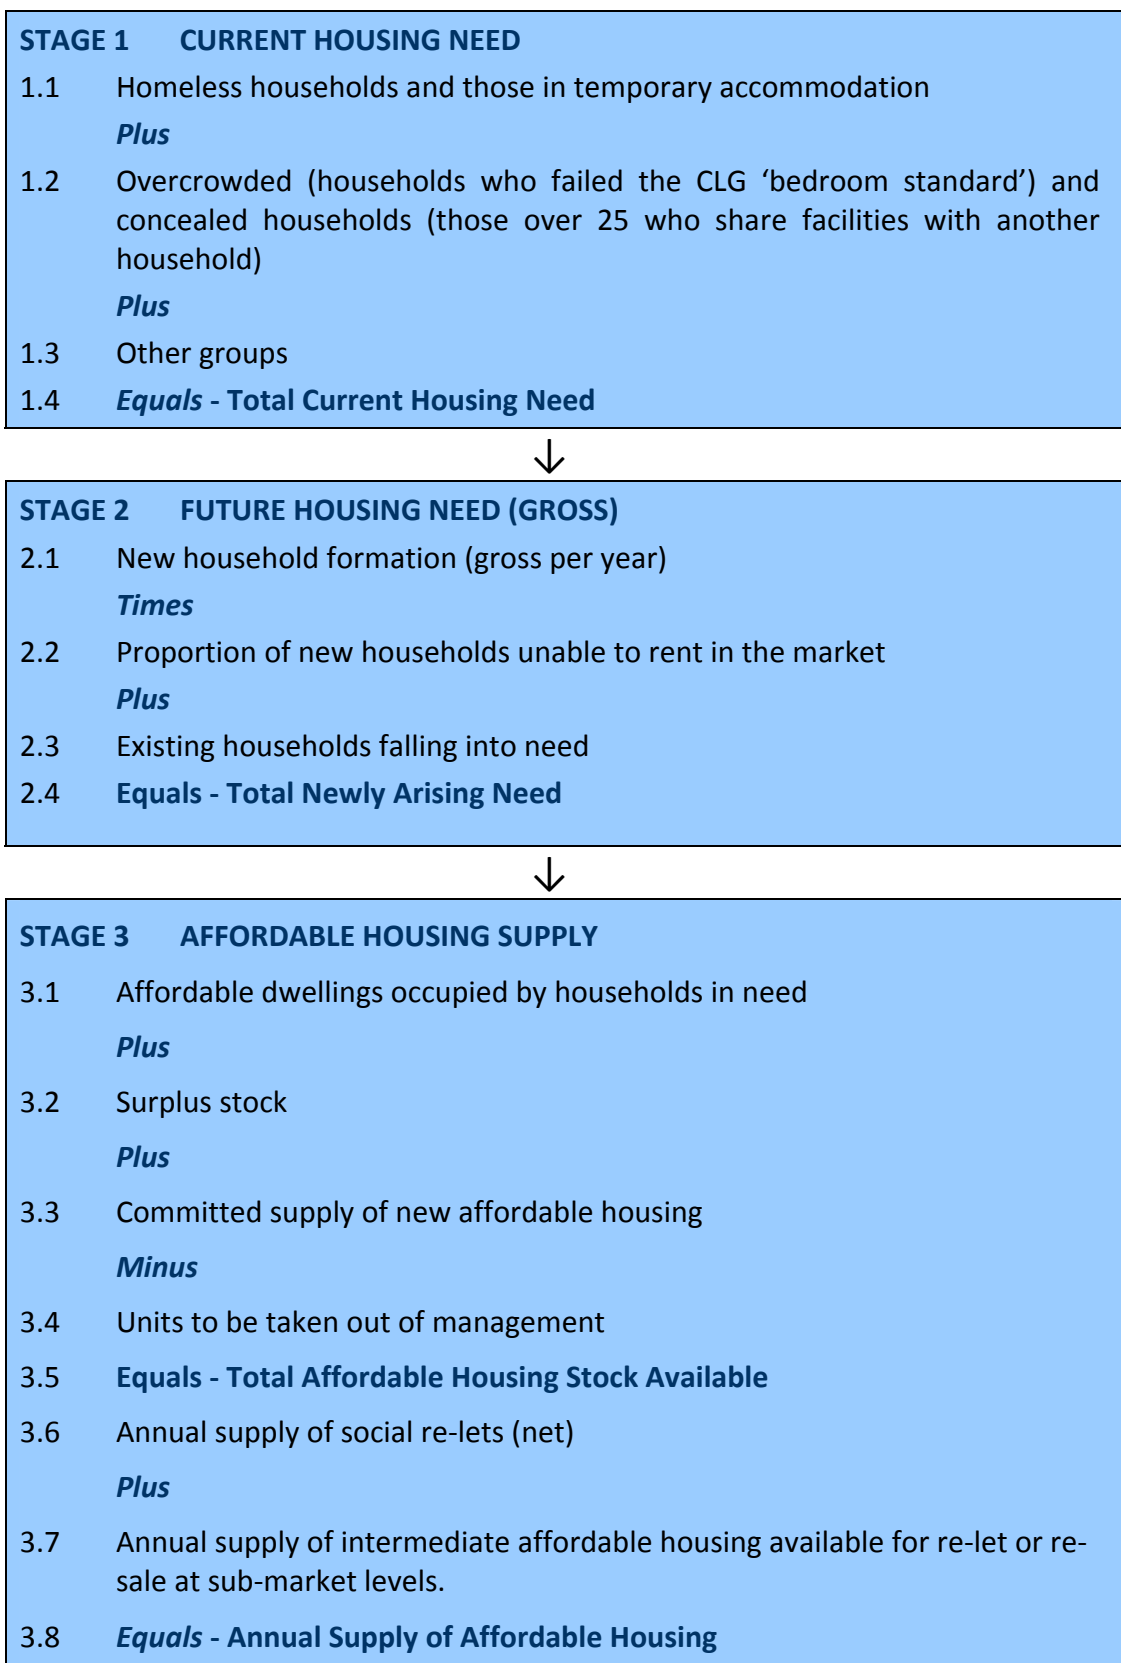 STAGE 1 CURRENT HOUSING NEED
1.1 Homeless households and those in temporary accommodation
Plus
1.2 Overcrowded (households who failed the CLG ‘bedroom standard’) and
concealed households (those over 25 who share facilities with another
household)
Plus
1.3 Other groups
1.4 Equals - Total Current Housing Need
↓
STAGE 2 FUTURE HOUSING NEED (GROSS)
2.1 New household formation (gross per year)
Times
2.2 Proportion of new households unable to rent in the market
Plus
2.3 Existing households falling into need
2.4 Equals - Total Newly Arising Need
↓
STAGE 3 AFFORDABLE HOUSING SUPPLY
3.1 Affordable dwellings occupied by households in need
Plus
3.2 Surplus stock
Plus
3.3 Committed supply of new affordable housing
Minus
3.4 Units to be taken out of management
3.5 Equals - Total Affordable Housing Stock Available
3.6 Annual supply of social re-lets (net)
Plus
3.7 Annual supply of intermediate affordable housing available for re-let or re-
sale at sub-market levels.
3.8 Equals - Annual Supply of Affordable Housing